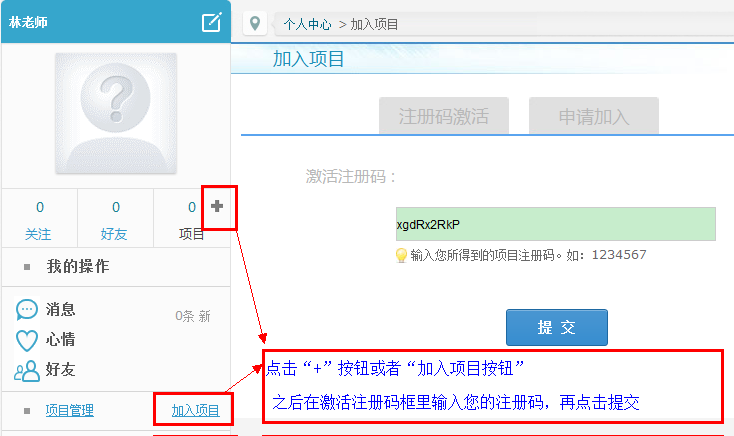 林老师
个人中心 > 加入项目
加入项目
注册码激活 申请加入
激活注册码：
xgdRx2RkP
输入您所得到的项目注册码。如：1234567
提 交
0 0 0 +
关注 好友 项目
我的操作
消息 0条 新
心情
好友
项目管理 加入项目
点击“+”按钮或者“加入项目按钮”
之后在激活注册码框里输入您的注册码，再点击提交